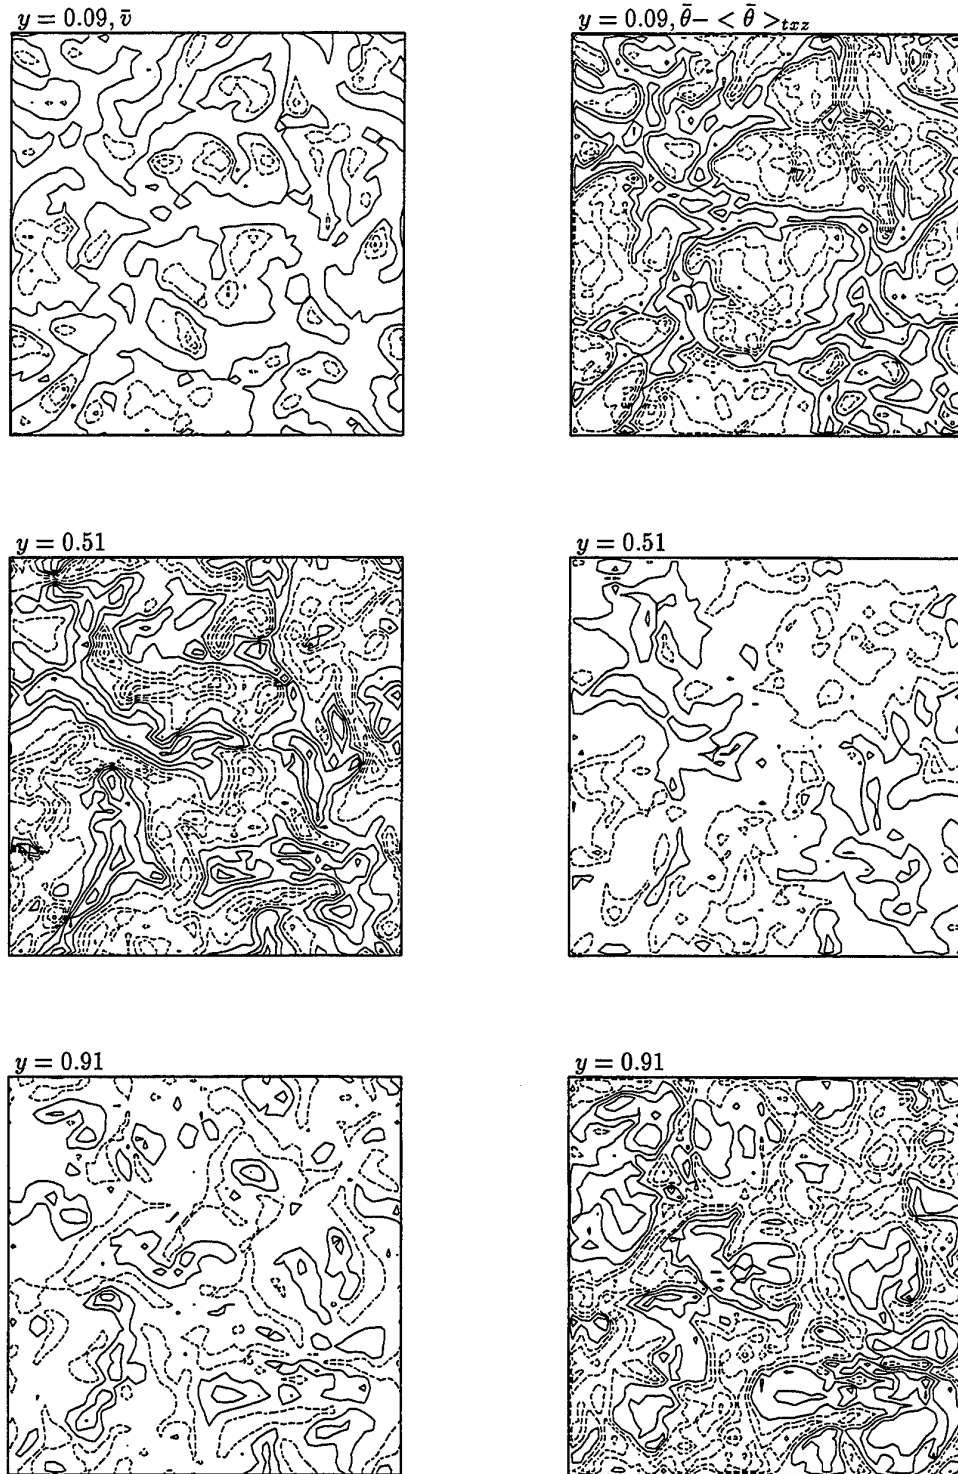 y = 0.09, v̄
y = 0.09, θ̄− < θ̄ >txz
y = 0.51
y = 0.51
y = 0.91
y = 0.91